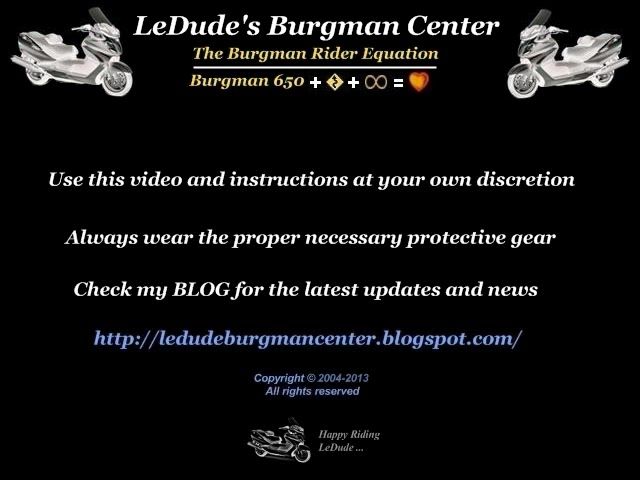 LeDude's Burgman Center
The Burgman Rider Equation
Burgman 650 + + ∞ =
Use this video and instructions at your own discretion
Always wear the proper necessary protective gear
Check my BLOG for the latest updates and news
http://ledudeburgmancenter.blogspot.com/
Copyright © 2004-2013
All rights reserved
Happy Riding
LeDude ...